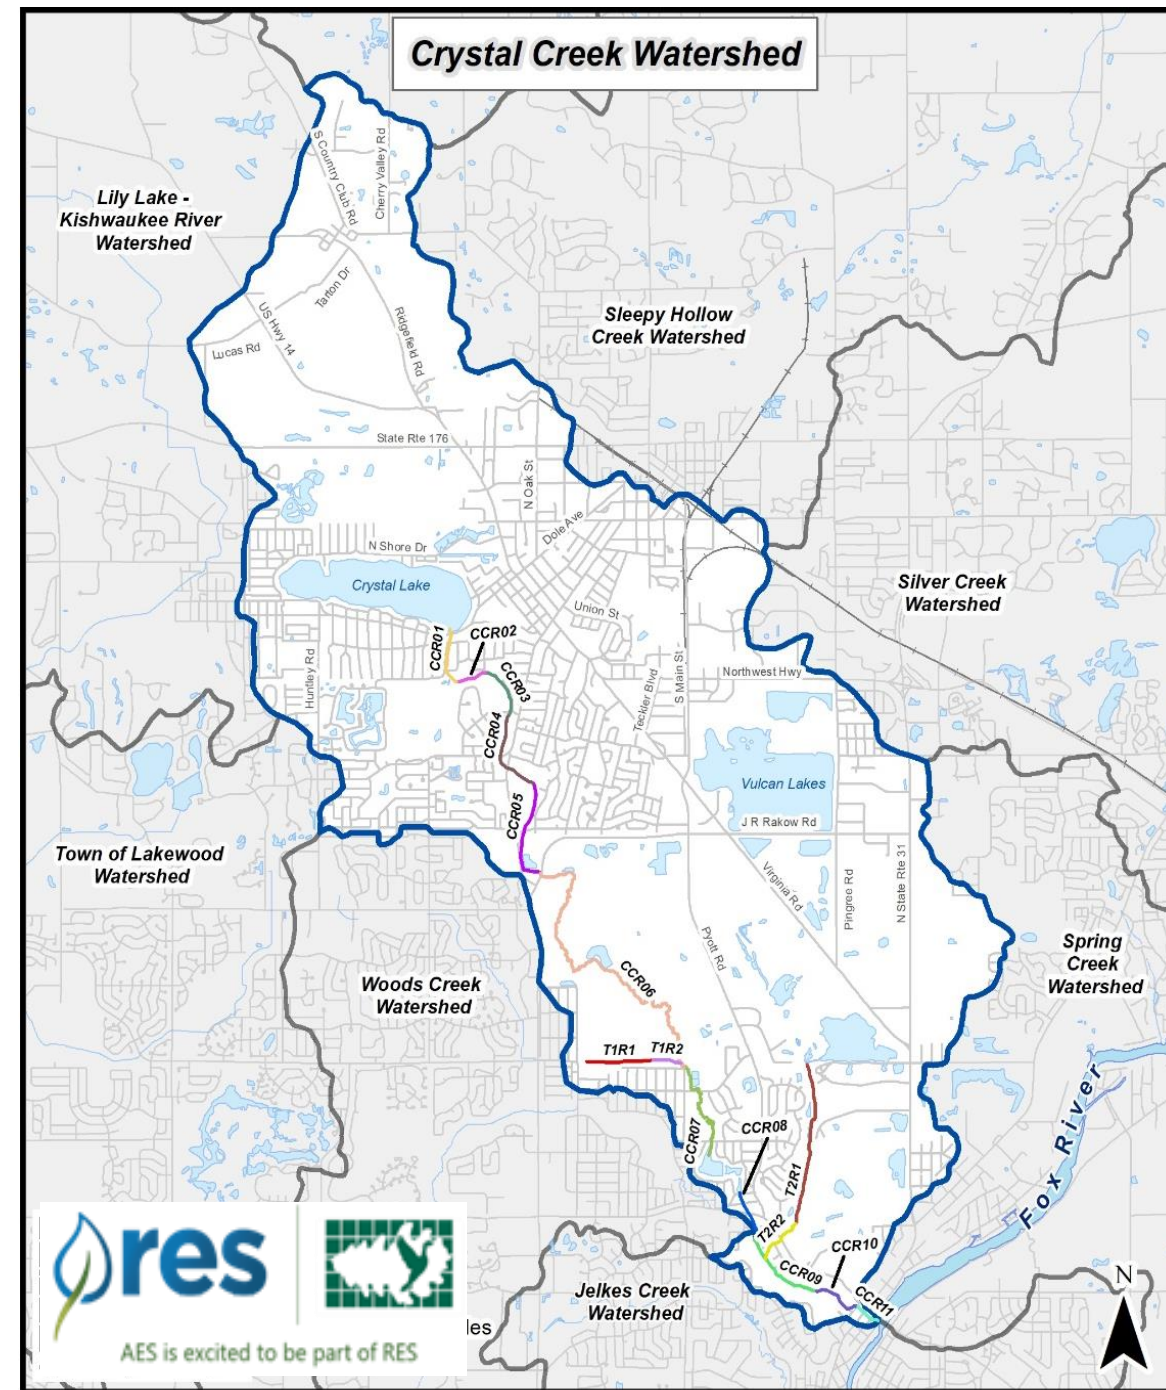 Crystal Creek Watershed
S Country Club Rd
Cherry Valley Rd
Lily Lake -
Kishwaukee River
Watershed
Tarton Dr
US Hwy 14
Ridgefield Rd
Lucas Rd
Sleepy Hollow
Creek Watershed
State Rte 176
N Oak St
Dole Ave
N Shore Dr
Crystal Lake
Silver Creek
Watershed
Union St
CCR01
CCR02
CCR03
Huntley Rd
Teckler Blvd
S Main St
Northwest Hwy
CCR04
Vulcan Lakes
CCR05
J R Rakow Rd
Town of Lakewood
Watershed
Virginia Rd
Pingree Rd
N State Rte 31
Pyott Rd
Spring
Creek
Watershed
Woods Creek
Watershed
CCR06
T1R1
T1R2
CCR07
CCR08
T2R1
Fox River
T2R2
CCR09
CCR10
CCR11
Jelkes Creek
Watershed
N
res
les
AES is excited to be part of RES